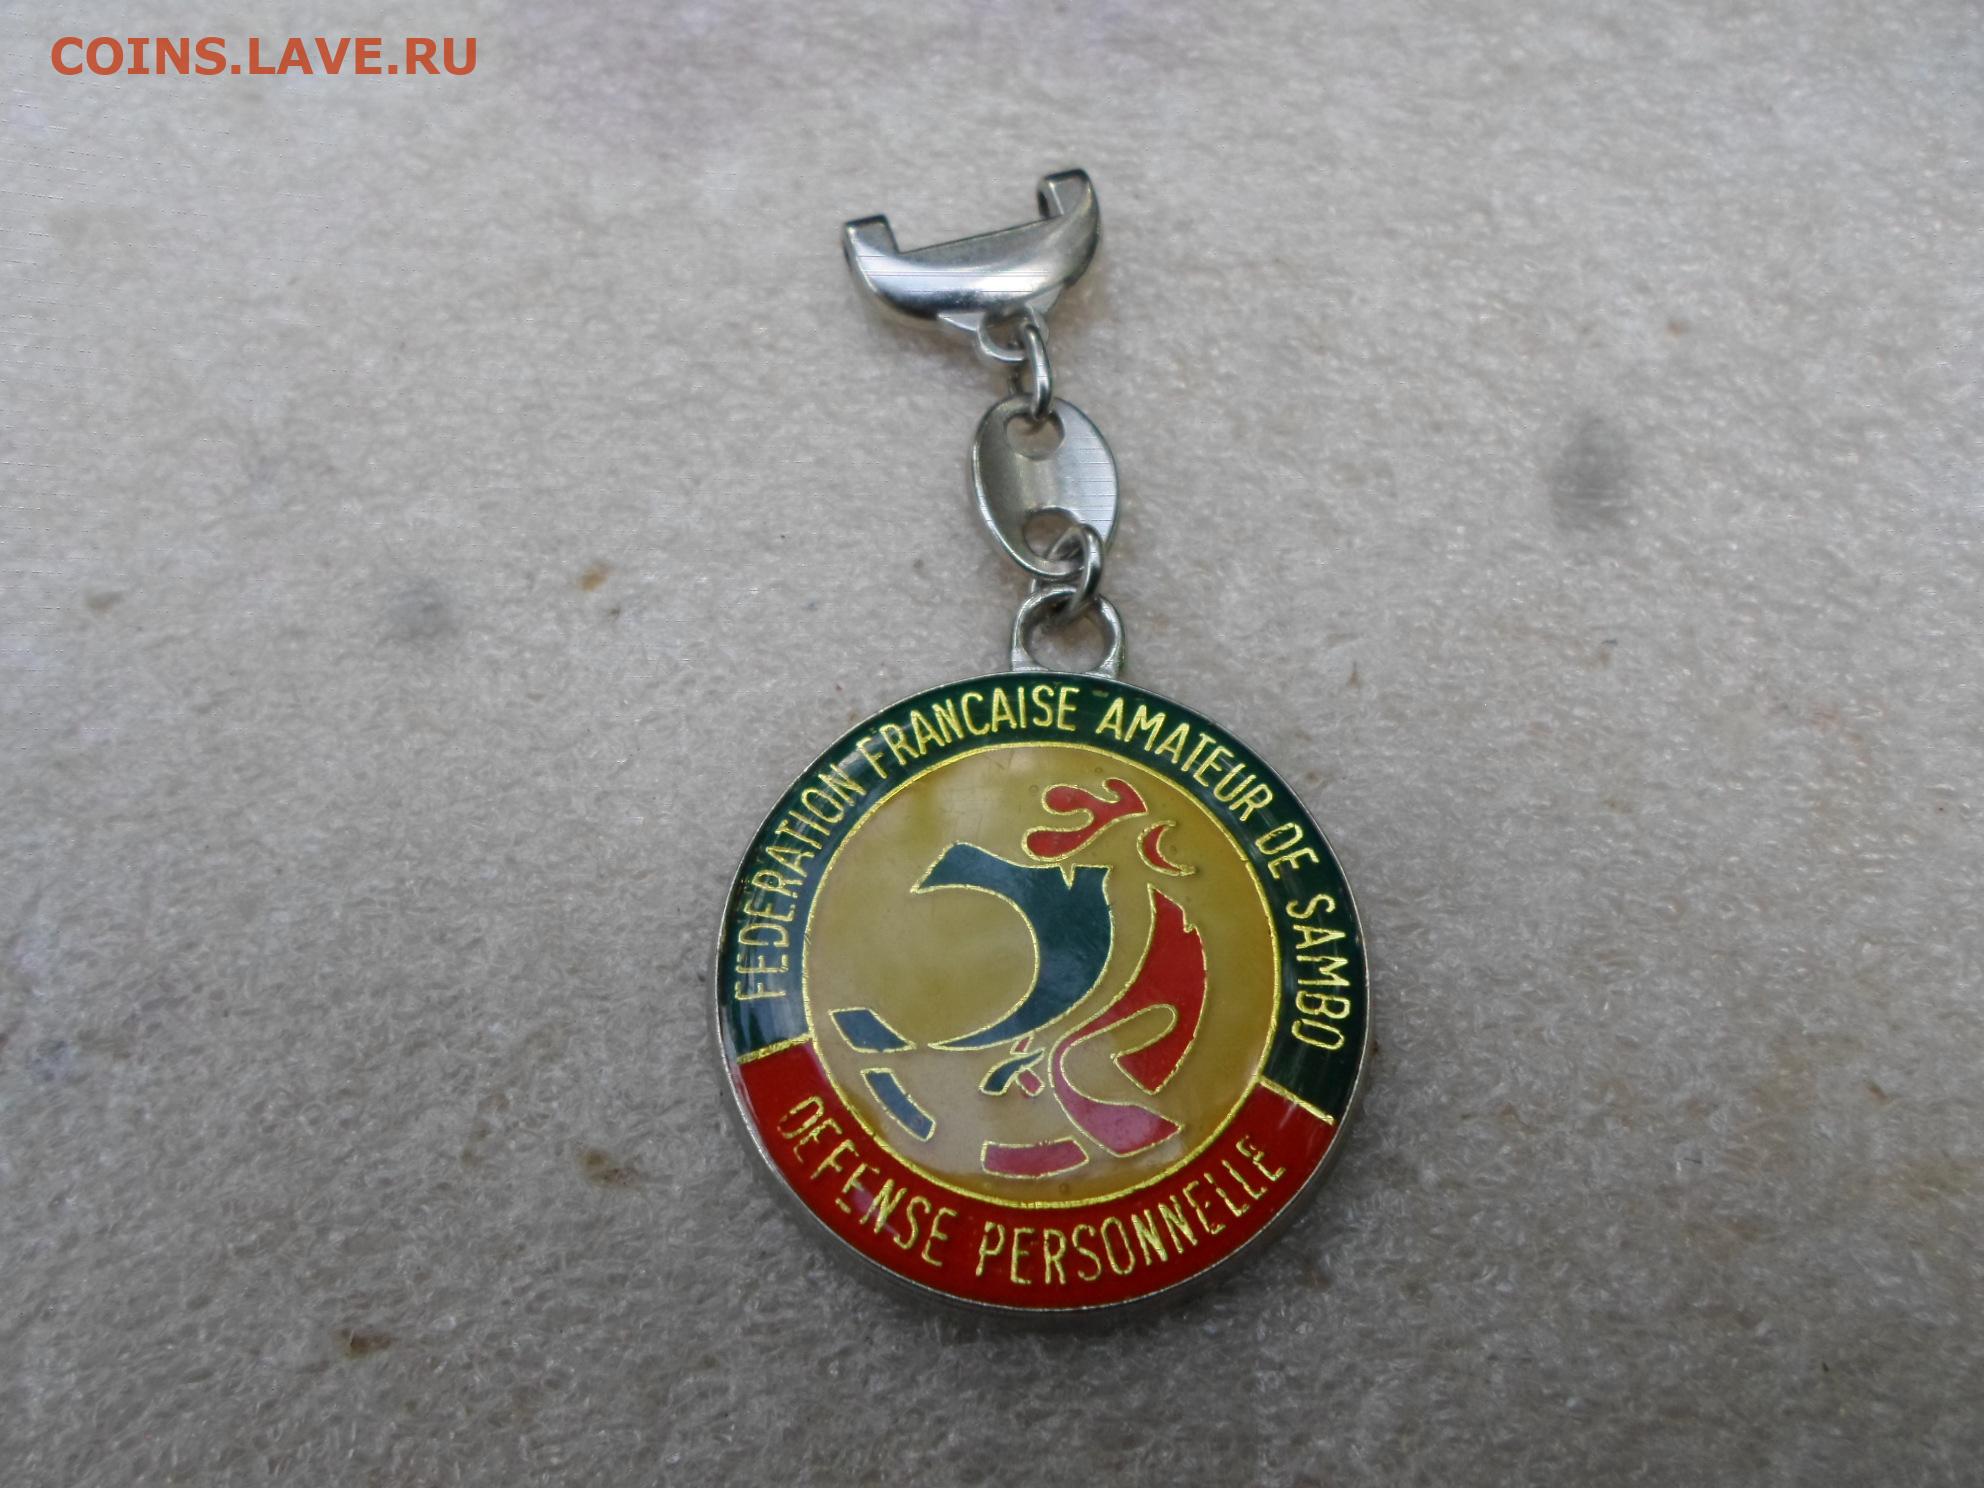 COINS.LAVE.RU
FEDERATION FRANCAISE AMATEUR DE SAMBO
DEFENSE PERSONNELLE